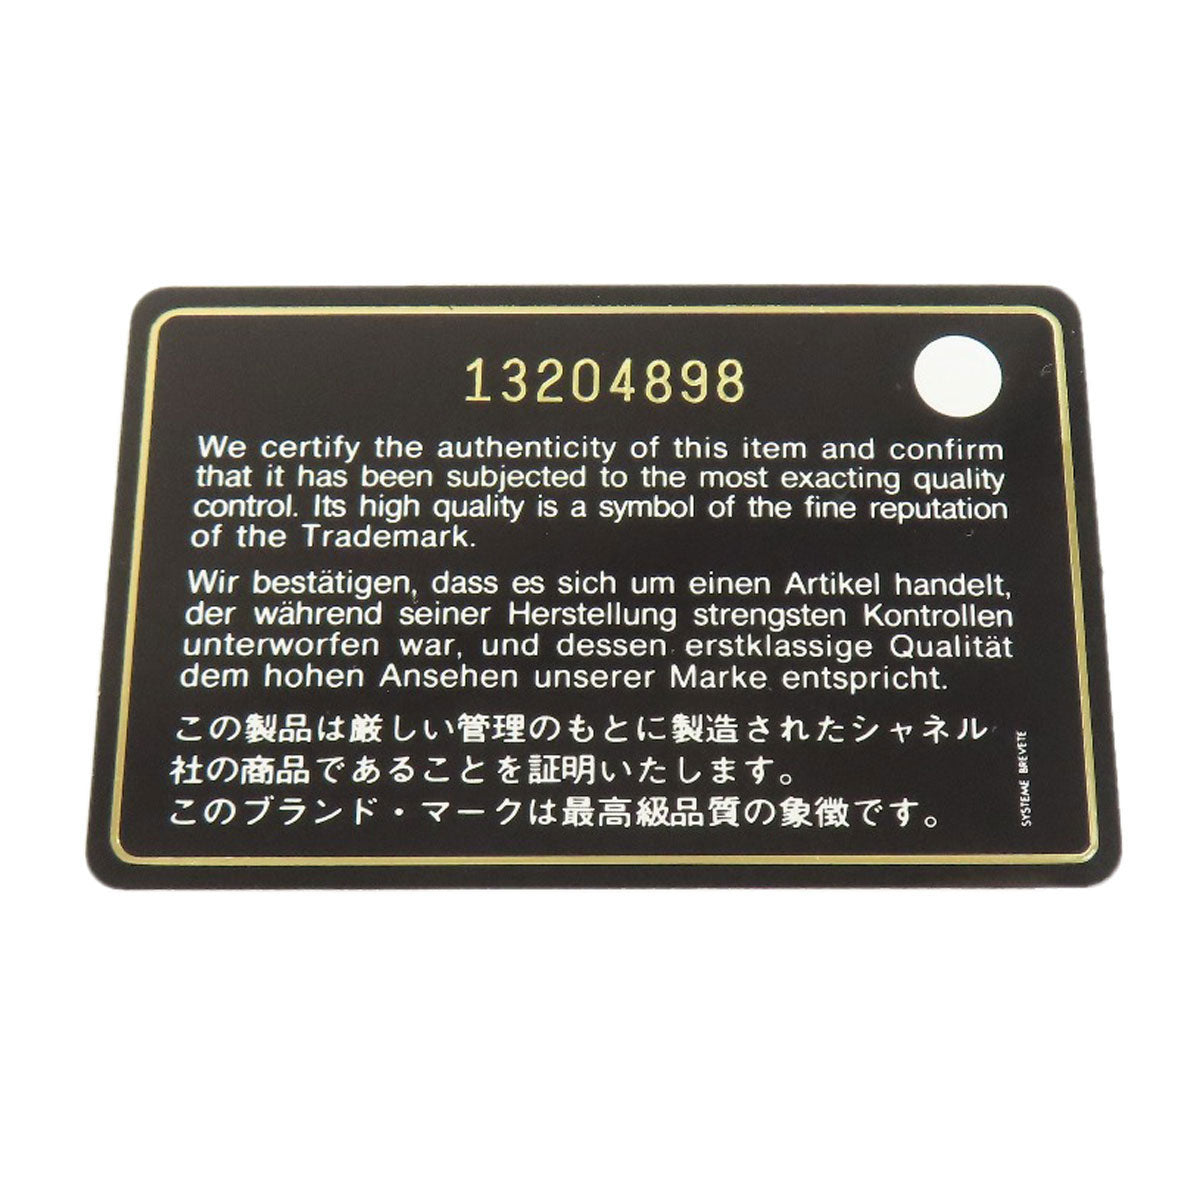 13204898
We certify the authenticity of this item and confirm
that it has been subjected to the most exacting quality
control. Its high quality is a symbol of the fine reputation
of the Trademark.
Wir bestätigen, dass es sich um einen Artikel handelt,
der während seiner Herstellung strengsten Kontrollen
unterworfen war, und dessen erstklassige Qualität
dem hohen Ansehen unserer Marke entspricht.
この製品は厳しい管理のもとに製造されたシャネル
社の商品であることを証明いたします。
このブランド・マークは最高級品質の象徴です。
SYSTEME BREVETE